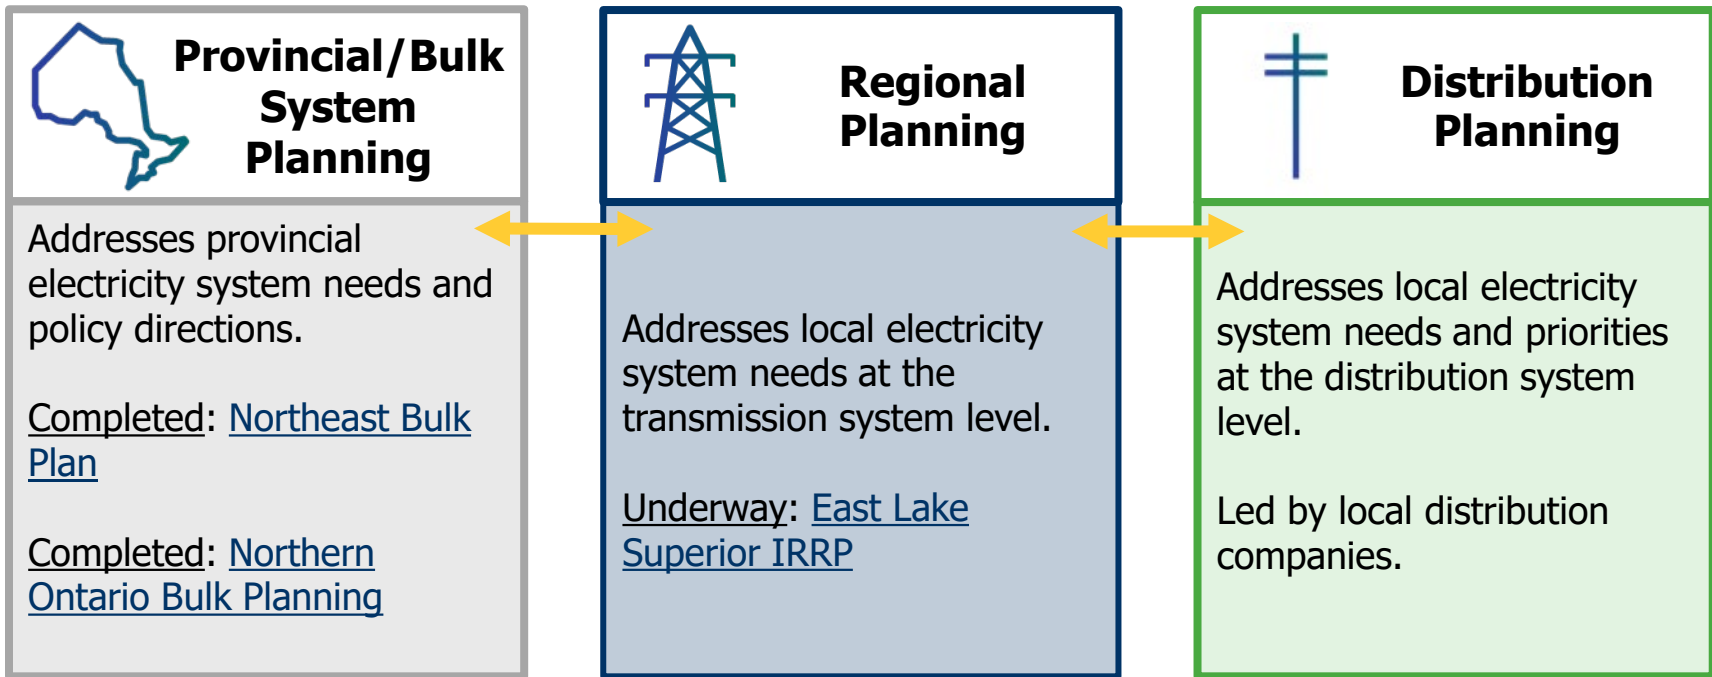 Provincial/Bulk
System
Planning
Addresses provincial
electricity system needs and
policy directions.
Completed: Northeast Bulk
Plan
Completed: Northern
Ontario Bulk Planning
Regional
Planning
Addresses local electricity
system needs at the
transmission system level.
Underway: East Lake
Superior IRRP
Distribution
Planning
Addresses local electricity
system needs and priorities
at the distribution system
level.
Led by local distribution
companies.